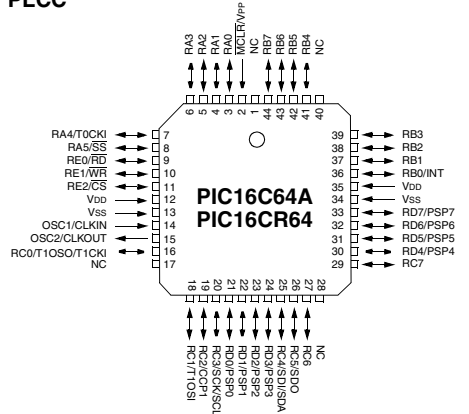 PLCC
RA3
RA2
RA1
RA0
MCLR/VPP
NC
RB7
RB6
RB5
RB4
NC
6
5
4
3
2
1
44
43
42
41
40
RA4/T0CKI 7
RA5/SS 8
RE0/RD 9
RE1/WR 10
RE2/CS 11
VDD 12
VSS 13
OSC1/CLKIN 14
OSC2/CLKOUT 15
RC0/T1OSO/T1CKI 16
NC 17
PIC16C64A
PIC16CR64
39 RB3
38 RB2
37 RB1
36 RB0/INT
35 VDD
34 VSS
33 RD7/PSP7
32 RD6/PSP6
31 RD5/PSP5
30 RD4/PSP4
29 RC7
18
19
20
21
22
23
24
25
26
27
28
RC1/T1OSI
RC2/CCP1
RC3/SCK/SCL
RD0/PSP0
RD1/PSP1
RD2/PSP2
RD3/PSP3
RC4/SDI/SDA
RC5/SDO
RC6
NC